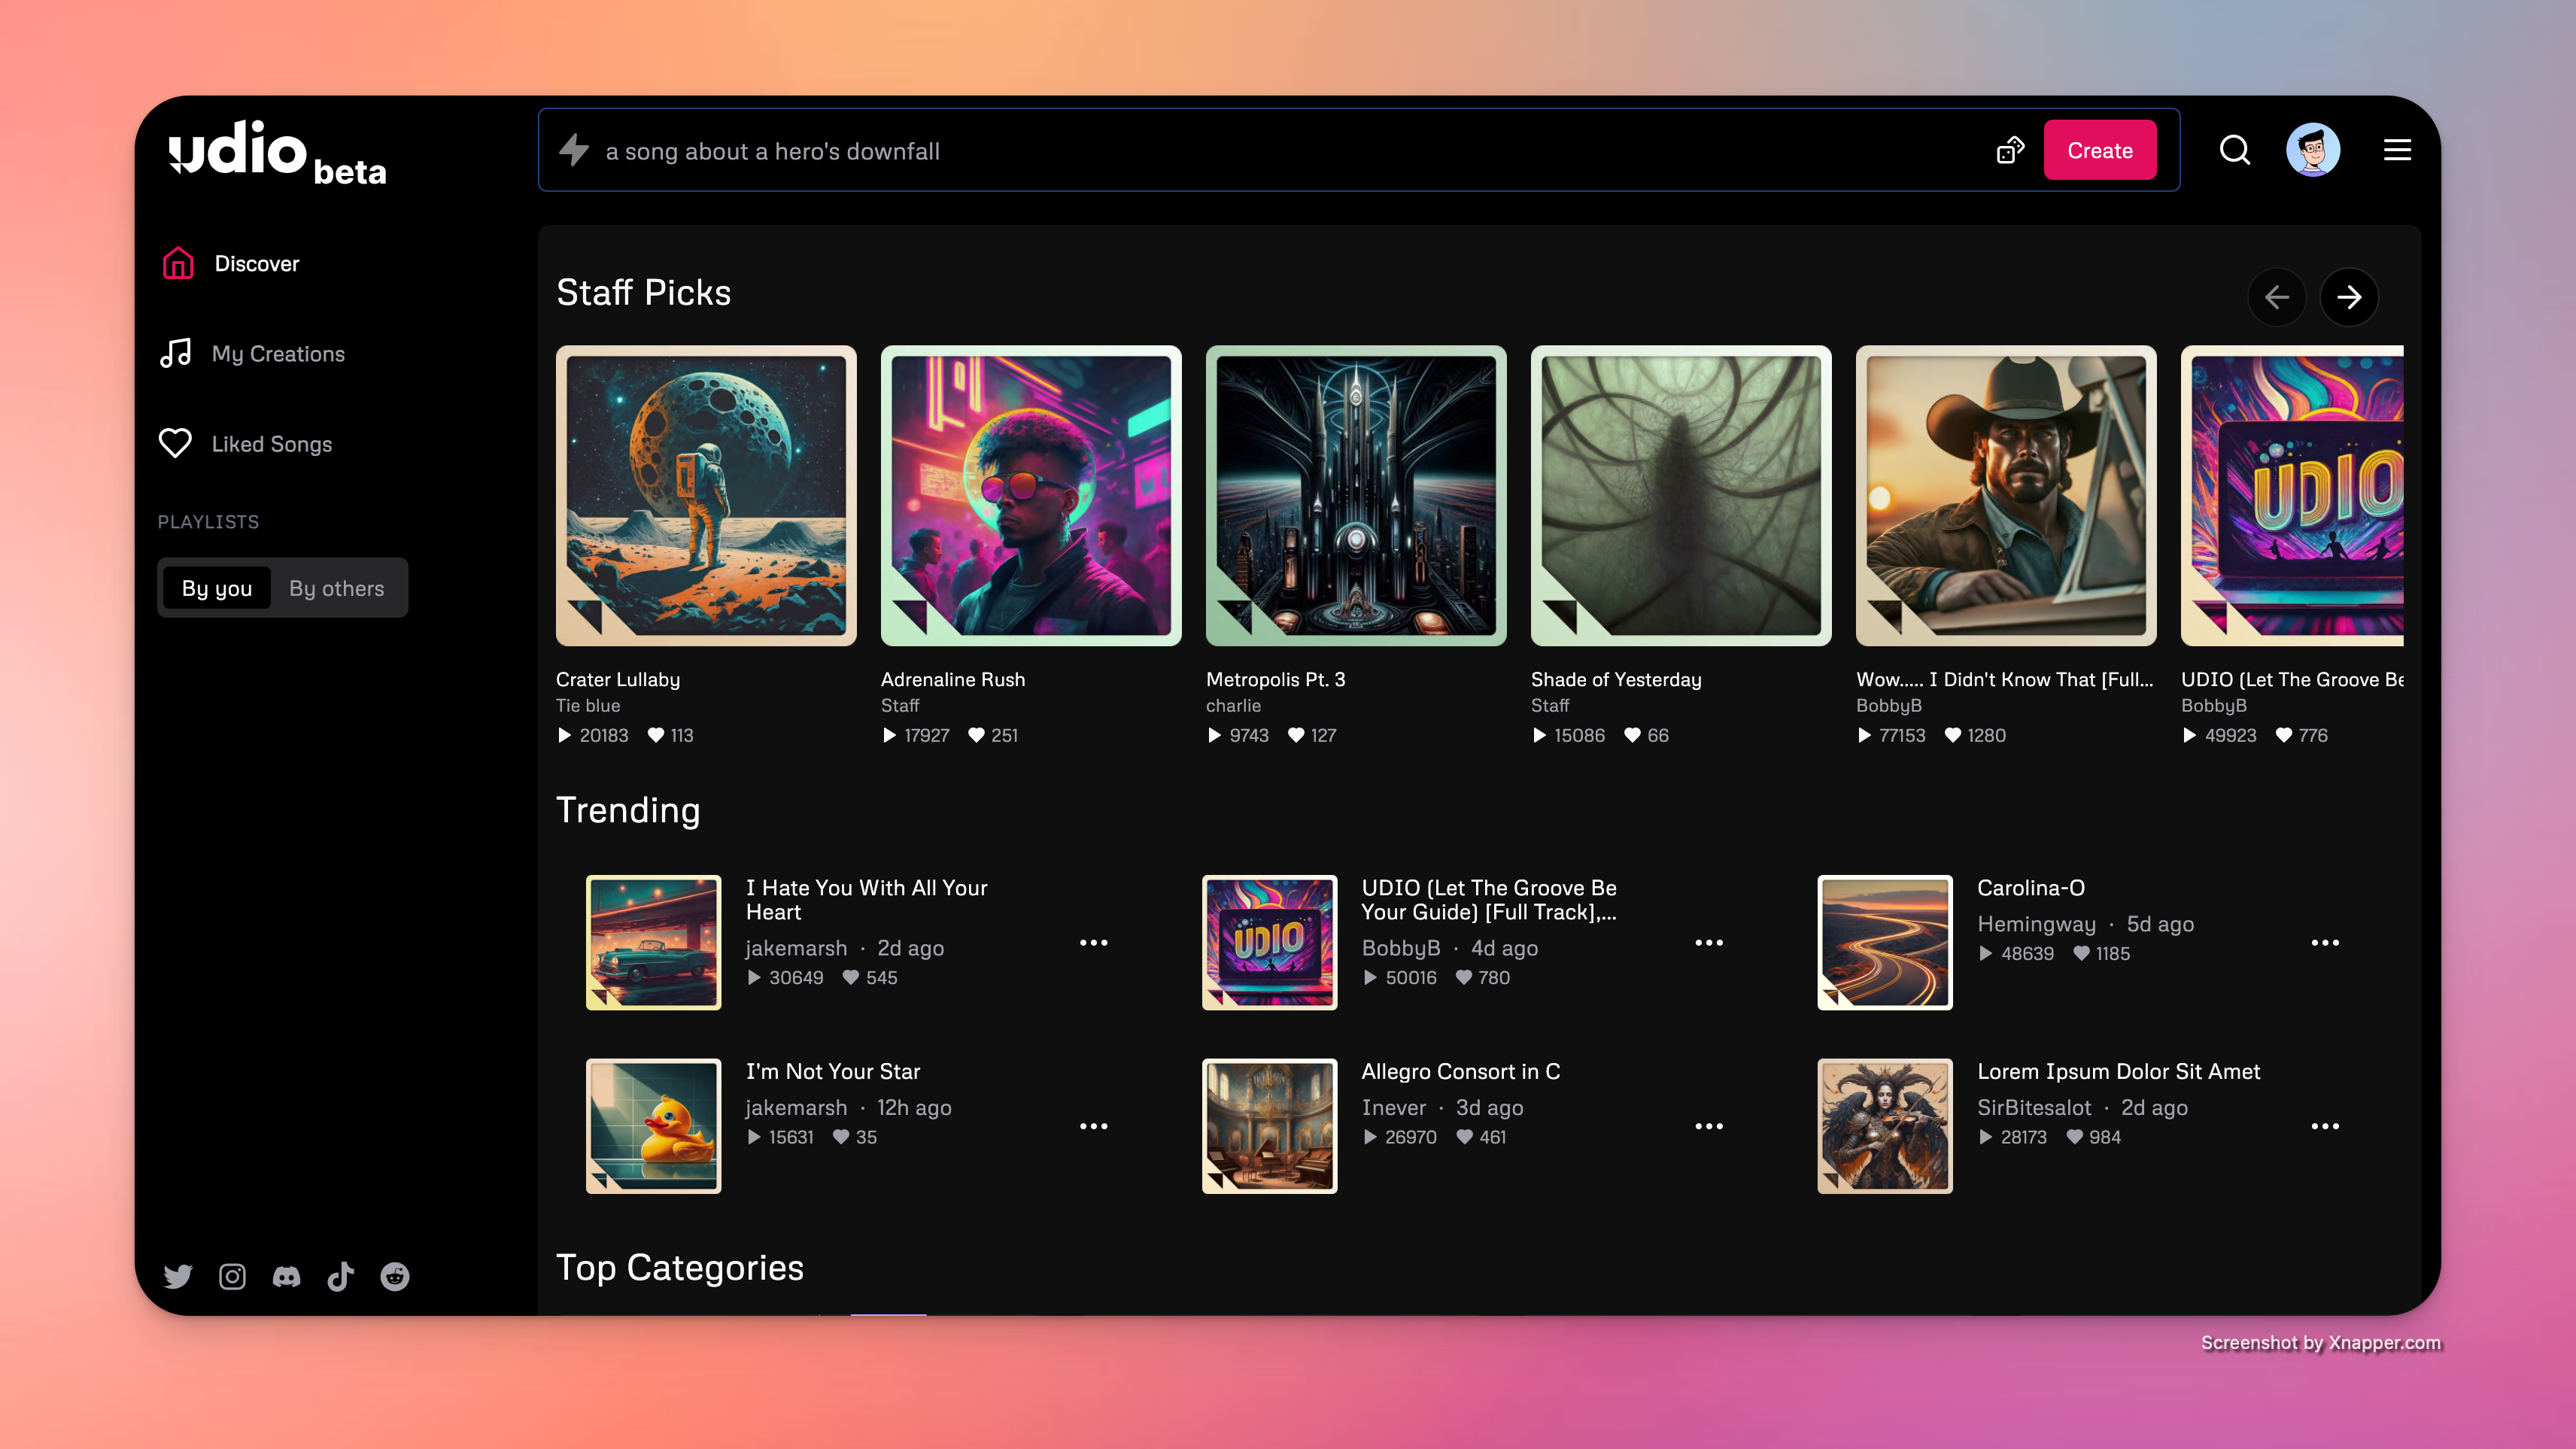 udio beta
a song about a hero's downfall
Create
Discover
My Creations
Liked Songs
PLAYLISTS
By you
By others
Staff Picks
Crater Lullaby
Tie blue
20183 113
Adrenaline Rush
Staff
17927 251
Metropolis Pt. 3
charlie
9743 127
Shade of Yesterday
Staff
15086 66
Wow..... I Didn't Know That [Full...
BobbyB
77153 1280
UDIO
UDIO (Let The Groove Be
BobbyB
49923 776
Trending
I Hate You With All Your
Heart
jakemarsh · 2d ago
30649 545
UDIO
UDIO (Let The Groove Be
Your Guide) [Full Track],...
BobbyB · 4d ago
50016 780
Carolina-O
Hemingway · 5d ago
48639 1185
I'm Not Your Star
jakemarsh · 12h ago
15631 35
Allegro Consort in C
Inever · 3d ago
26970 461
Lorem Ipsum Dolor Sit Amet
SirBitesalot · 2d ago
28173 984
Top Categories
Screenshot by Xnapper.com